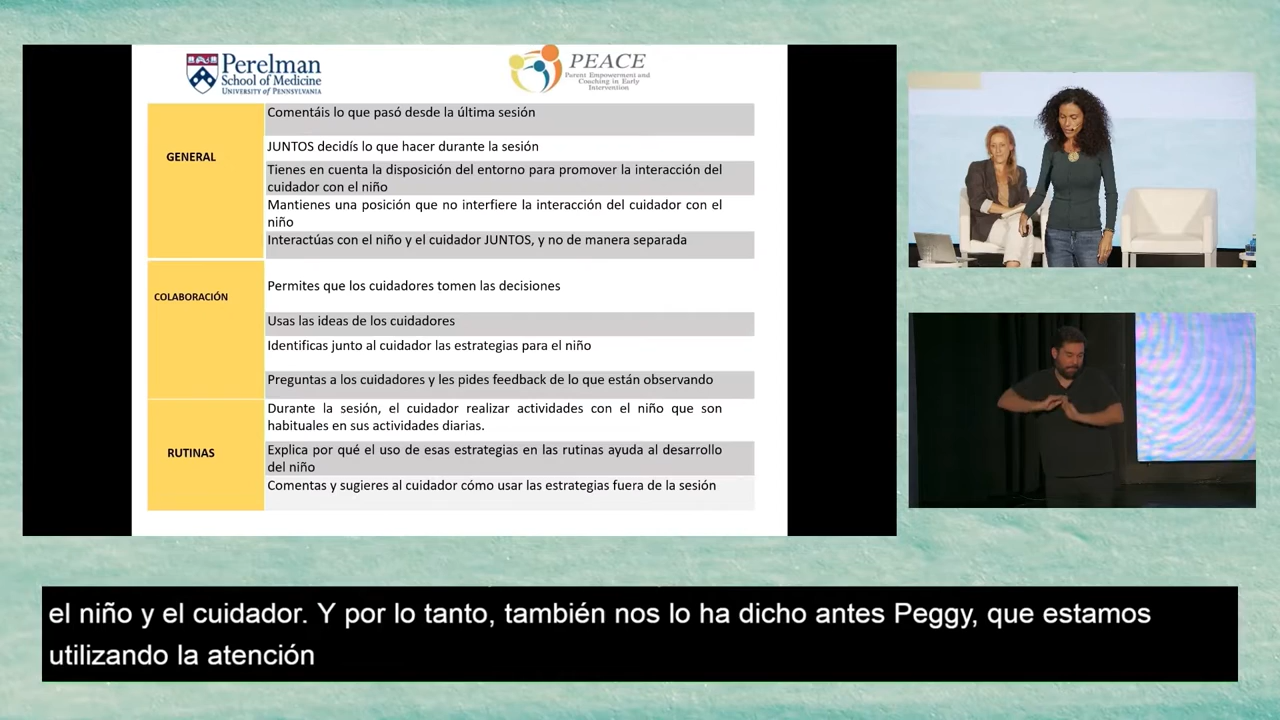 Perelman
School of Medicine
UNIVERSITY OF PENNSYLVANIA
PEACE
Parent Empowerment and
Coaching in Early
Intervention
GENERAL
Comentáis lo que pasó desde la última sesión
JUNTOS decidís lo que hacer durante la sesión
Tienes en cuenta la disposición del entorno para promover la interacción del
cuidador con el niño
Mantienes una posición que no interfiere la interacción del cuidador con el
niño
Interactúas con el niño y el cuidador JUNTOS, y no de manera separada
COLABORACIÓN
Permites que los cuidadores tomen las decisiones
Usas las ideas de los cuidadores
Identificas junto al cuidador las estrategias para el niño
Preguntas a los cuidadores y les pides feedback de lo que están observando
RUTINAS
Durante la sesión, el cuidador realizar actividades con el niño que son
habituales en sus actividades diarias.
Explica por qué el uso de esas estrategias en las rutinas ayuda al desarrollo
del niño
Comentas y sugieres al cuidador cómo usar las estrategias fuera de la sesión
el niño y el cuidador. Y por lo tanto, también nos lo ha dicho antes Peggy, que estamos
utilizando la atención